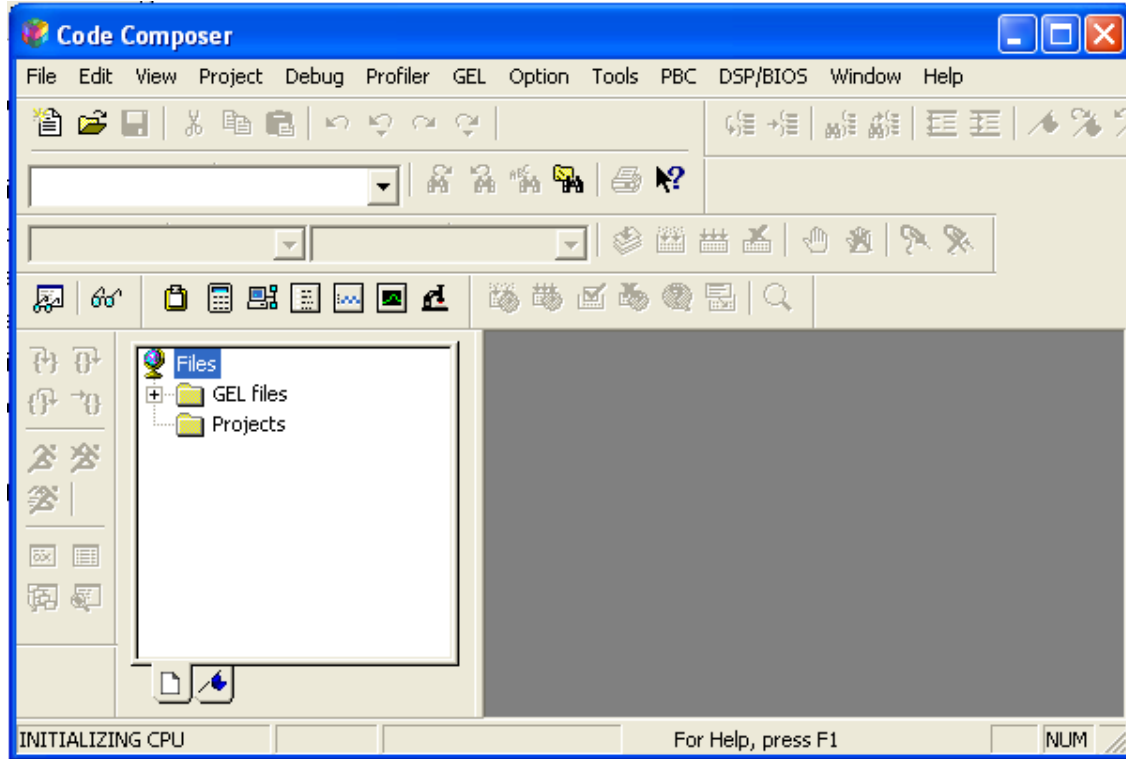 Code Composer
File Edit View Project Debug Profiler GEL Option Tools PBC DSP/BIOS Window Help
Files
GEL files
Projects
INITIALIZING CPU For Help, press F1 NUM